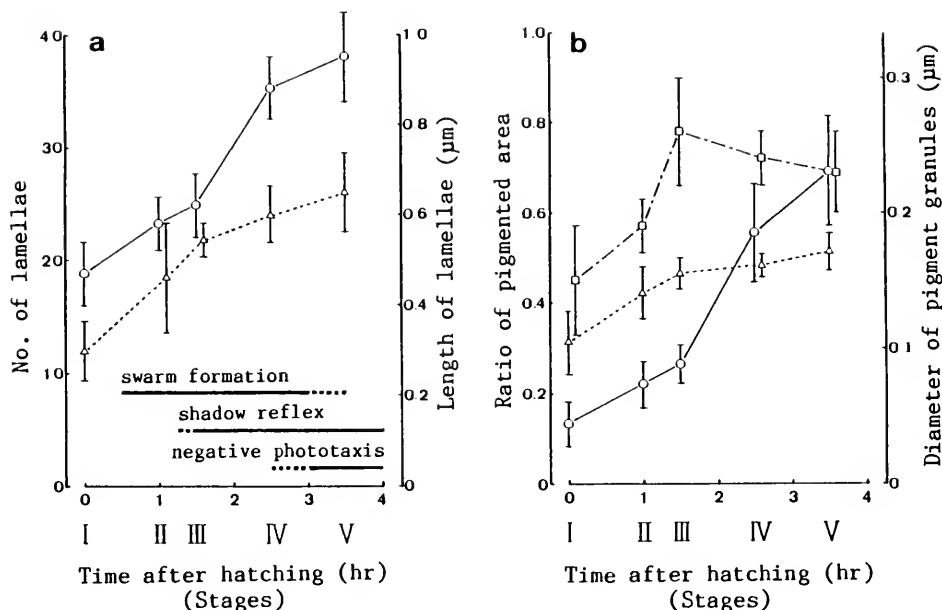 a
40
30
20
10
0
No. of lamellae
1.0
0.8
0.6
0.4
0.2
0
Length of lamellae (µm)
swarm formation
shadow reflex
negative phototaxis
0 1 2 3 4
I II III IV V
Time after hatching (hr)
(Stages)
b
1.0
0.8
0.6
0.4
0.2
0
Ratio of pigmented area
0.3
0.2
0.1
0
Diameter of pigment granules (µm)
0 1 2 3 4
I II III IV V
Time after hatching (hr)
(Stages)